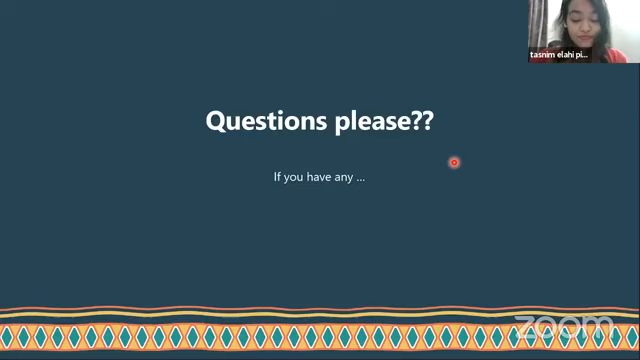 tasnim elahi pi...
Questions please??
If you have any ...
zoom